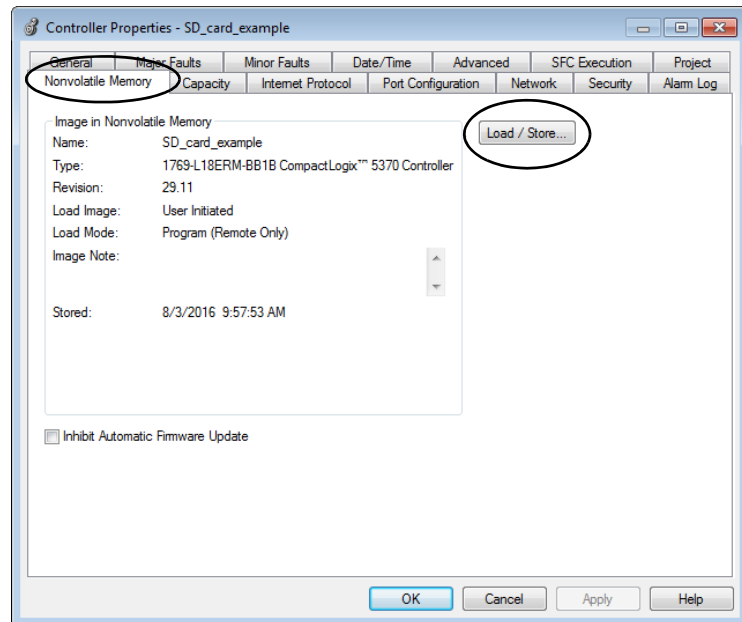 Controller Properties - SD_card_example
General Major Faults Minor Faults Date/Time Advanced SFC Execution Project
Nonvolatile Memory Capacity Internet Protocol Port Configuration Network Security Alarm Log
Image in Nonvolatile Memory
Load / Store...
Name: SD_card_example
Type: 1769-L18ERM-BB1B CompactLogix™ 5370 Controller
Revision: 29.11
Load Image: User Initiated
Load Mode: Program (Remote Only)
Image Note:
Stored: 8/3/2016 9:57:53 AM
Inhibit Automatic Firmware Update
OK Cancel Apply Help